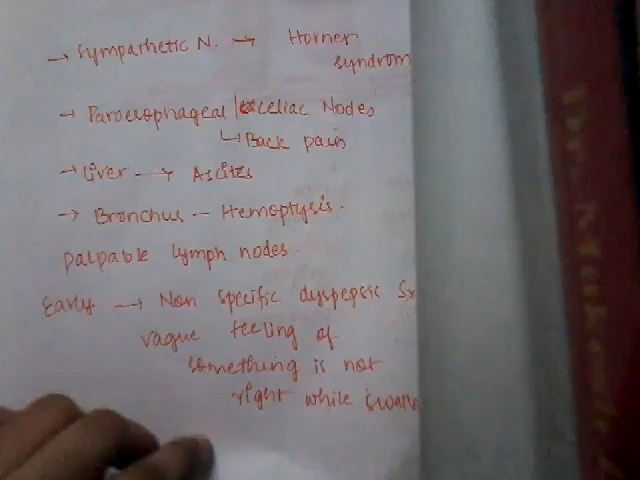 → Sympathetic N. → Horner
syndrom
→ Paraesophageal / celiac Nodes
↳ Back pain
→ Liver → Ascites
→ Bronchus – Hemoptysis.
palpable lymph nodes.
Early → Non specific dyspepsic Sx
vague feeling of
something is not
right while swallo